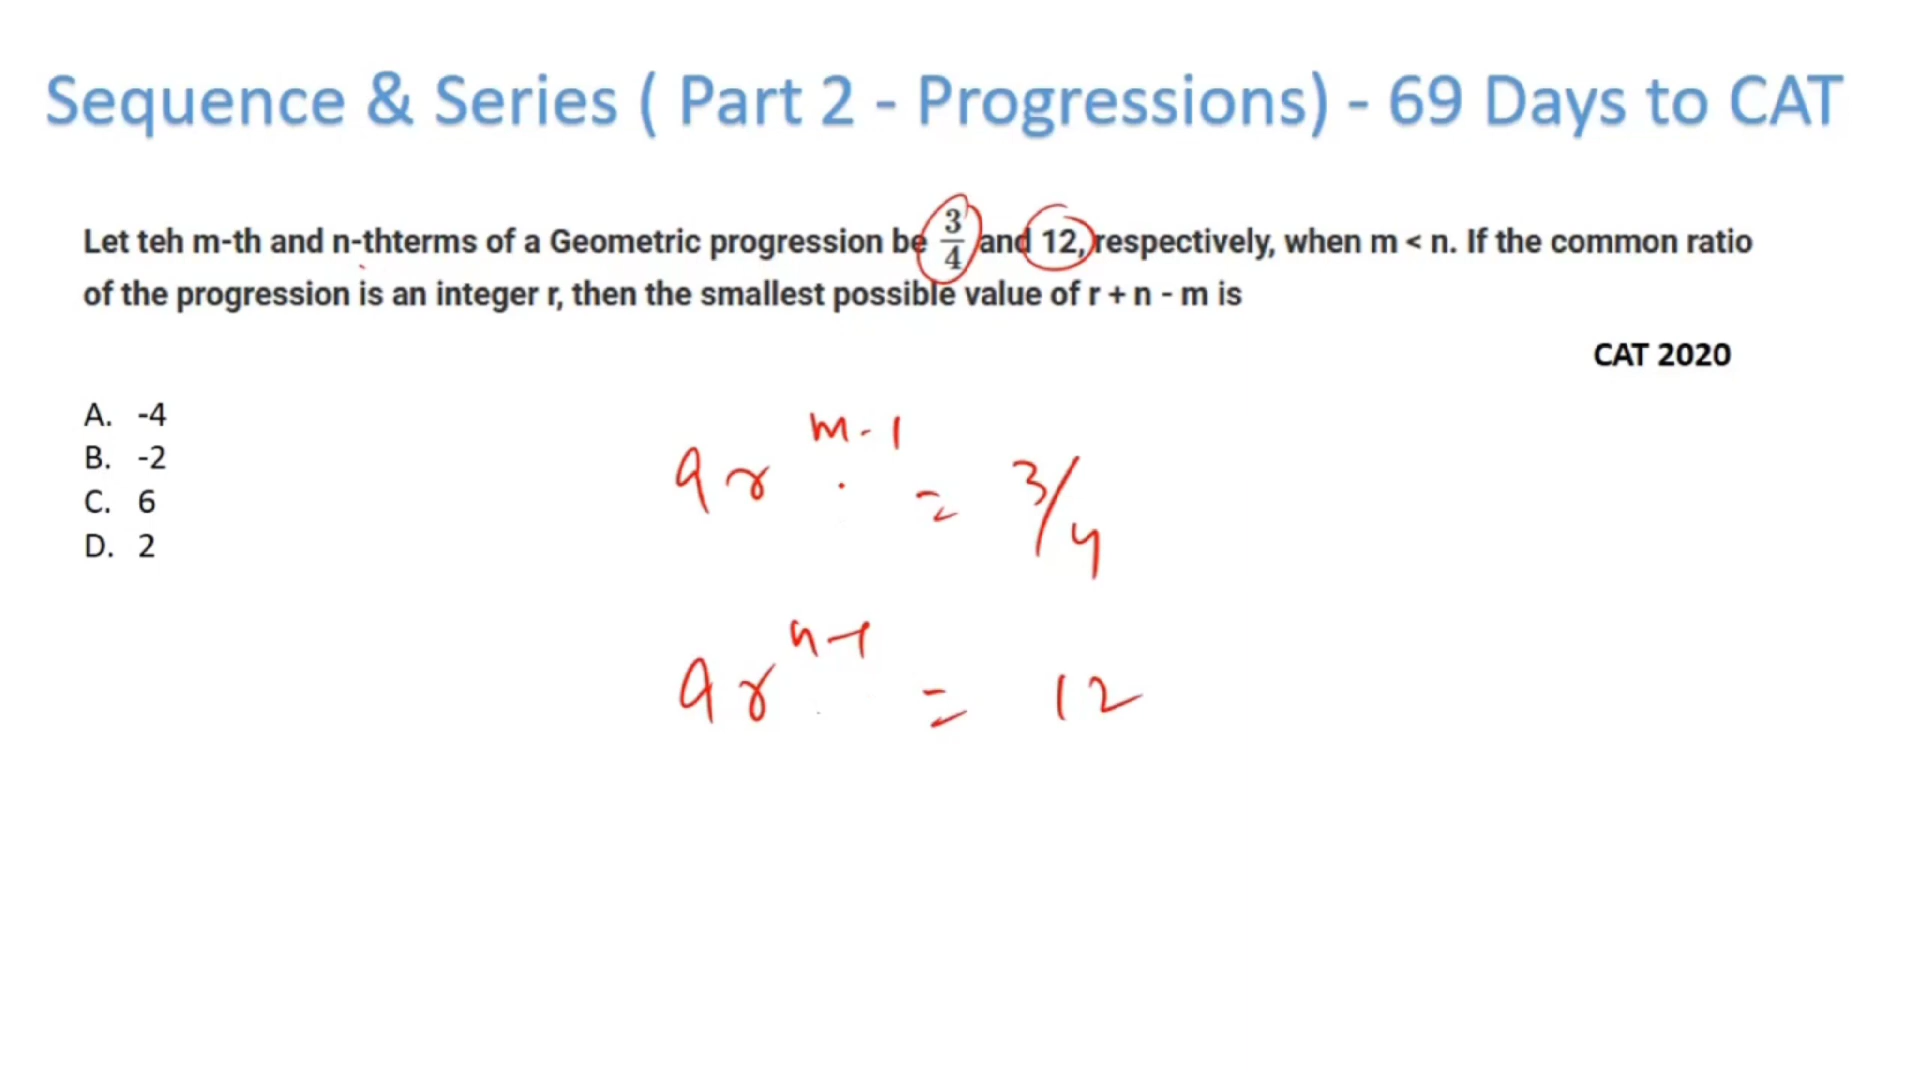 Sequence & Series ( Part 2 - Progressions) - 69 Days to CAT
Let teh m-th and n-thterms of a Geometric progression be 3/4 and 12, respectively, when m < n. If the common ratio
of the progression is an integer r, then the smallest possible value of r + n - m is
CAT 2020
A. -4
B. -2
C. 6
D. 2
ar^(m-1) = 3/4
ar^(n-1) = 12